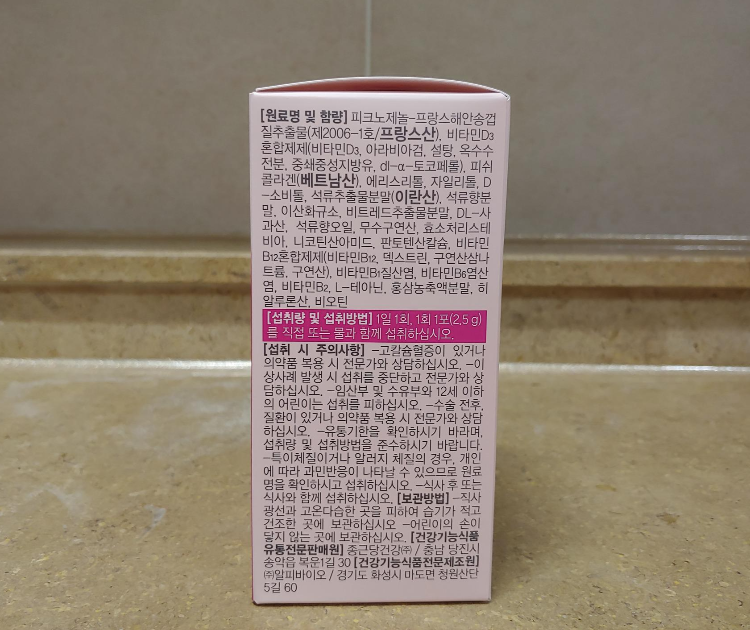 [원료명 및 함량] 피크노제놀-프랑스해안송껍
질추출물(제2006-1호/프랑스산), 비타민D3
혼합제제(비타민D3, 아라비아검, 설탕, 옥수수
전분, 중쇄중성지방유, dl-α-토코페롤), 피쉬
콜라겐(베트남산), 에리스리톨, 자일리톨, D
-소비톨, 석류추출물분말(이란산), 석류향분
말, 이산화규소, 비트레드추출물분말, DL-사
과산, 석류향오일, 무수구연산, 효소처리스테
비아, 니코틴산아미드, 판토텐산칼슘, 비타민
B12혼합제제(비타민B12, 덱스트린, 구연산삼나
트륨, 구연산), 비타민B1질산염, 비타민B6염산
염, 비타민B2, L-테아닌, 홍삼농축액분말, 히
알루론산, 비오틴
[섭취량 및 섭취방법] 1일 1회, 1회 1포(2.5 g)
를 직접 또는 물과 함께 섭취하십시오.
[섭취 시 주의사항] -고칼슘혈증이 있거나
의약품 복용 시 전문가와 상담하십시오. -이
상사례 발생 시 섭취를 중단하고 전문가와 상
담하십시오. -임산부 및 수유부와 12세 이하
의 어린이는 섭취를 피하십시오. -수술 전후,
질환이 있거나 의약품 복용 시 전문가와 상담
하십시오. -유통기한을 확인하시기 바라며,
섭취량 및 섭취방법을 준수하시기 바랍니다.
-특이체질이거나 알러지 체질의 경우, 개인
에 따라 과민반응이 나타날 수 있으므로 원료
명을 확인하시고 섭취하십시오. -식사 후 또는
식사와 함께 섭취하십시오. [보관방법] -직사
광선과 고온다습한 곳을 피하여 습기가 적고
건조한 곳에 보관하십시오 -어린이의 손이
닿지 않는 곳에 보관하십시오. [건강기능식품
유통전문판매원] 종근당건강㈜ / 충남 당진시
송악읍 복운1길 30 [건강기능식품전문제조원]
㈜알피바이오 / 경기도 화성시 마도면 청원산단
5길 60